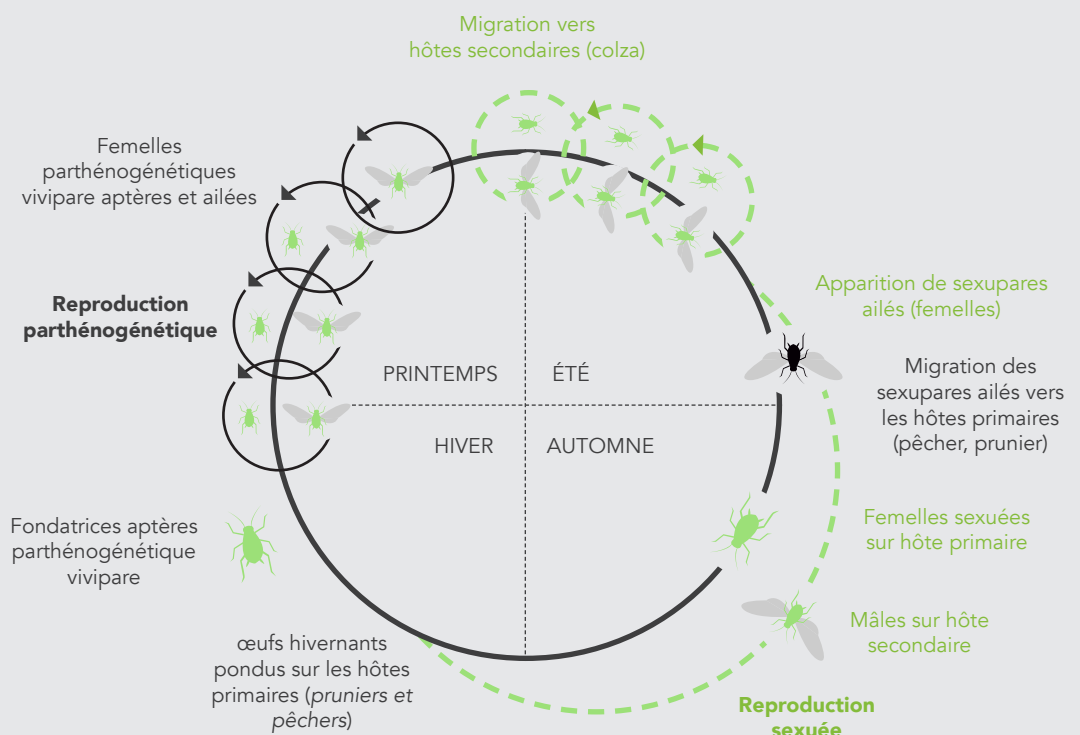 Migration vers
hôtes secondaires (colza)
Femelles
parthénogénétiques
vivipare aptères et ailées
Reproduction
parthénogénétique
Apparition de sexupares
ailés (femelles)
PRINTEMPS
ÉTÉ
Migration des
sexupares ailés vers
les hôtes primaires
(pêcher, prunier)
HIVER
AUTOMNE
Fondatrices aptères
parthénogénétique
vivipare
Femelles sexuées
sur hôte primaire
Mâles sur hôte
secondaire
œufs hivernants
pondus sur les hôtes
primaires (pruniers et
pêchers)
Reproduction
sexuée